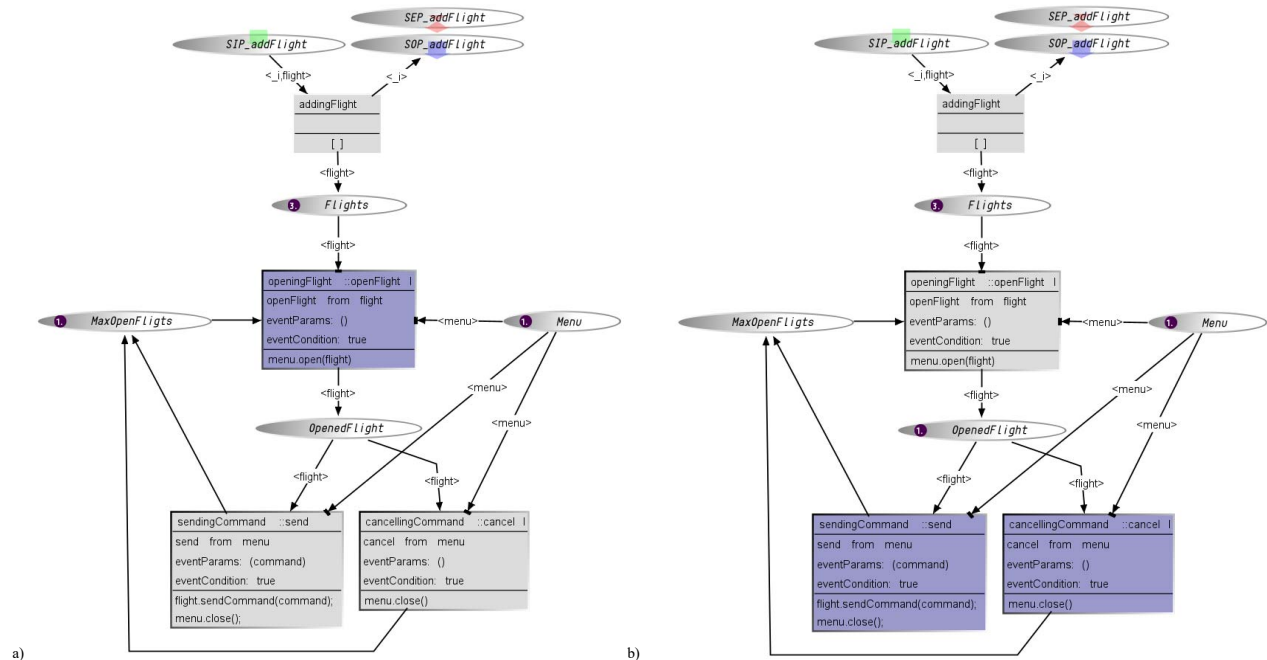 SEP_addFlight
SIP_addFlight
SOP_addFlight
<_i,flight>
<_i>
addingFlight
[ ]
<flight>
3.
Flights
<flight>
openingFlight ::openFlight I
openFlight from flight
eventParams: ()
eventCondition: true
menu.open(flight)
1.
MaxOpenFligts
<menu>
1.
Menu
<flight>
<menu>
<menu>
OpenedFlight
<flight>
<flight>
sendingCommand ::send
send from menu
eventParams: (command)
eventCondition: true
flight.sendCommand(command);
menu.close();
cancellingCommand ::cancel I
cancel from menu
eventParams: ()
eventCondition: true
menu.close()
a)
SEP_addFlight
SIP_addFlight
SOP_addFlight
<_i,flight>
<_i>
addingFlight
[ ]
<flight>
3.
Flights
<flight>
openingFlight ::openFlight I
openFlight from flight
eventParams: ()
eventCondition: true
menu.open(flight)
MaxOpenFligts
<menu>
1.
Menu
<flight>
<menu>
<menu>
1.
OpenedFlight
<flight>
<flight>
sendingCommand ::send
send from menu
eventParams: (command)
eventCondition: true
flight.sendCommand(command);
menu.close();
cancellingCommand ::cancel I
cancel from menu
eventParams: ()
eventCondition: true
menu.close()
b)